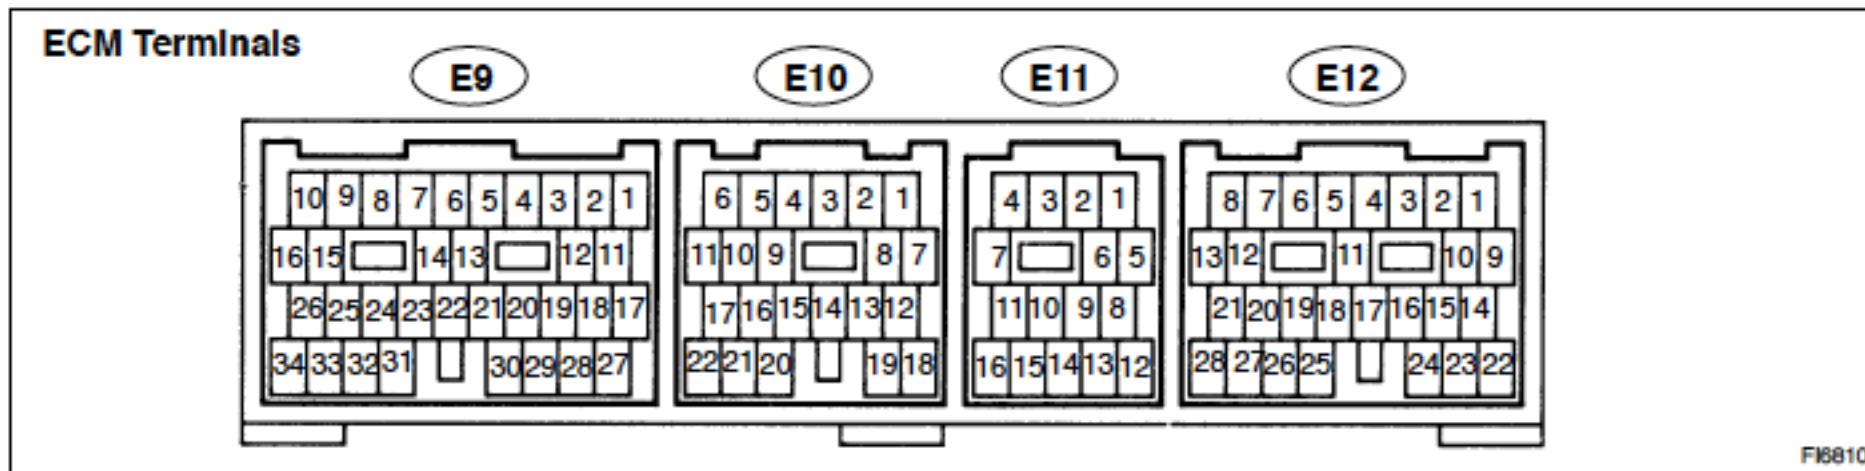 ECM Terminals
E9 E10 E11 E12
10 9 8 7 6 5 4 3 2 1 6 5 4 3 2 1 4 3 2 1 8 7 6 5 4 3 2 1
16 15 14 13 12 11 11 10 9 8 7 7 6 5 13 12 11 10 9
26 25 24 23 22 21 20 19 18 17 17 16 15 14 13 12 11 10 9 8 21 20 19 18 17 16 15 14
34 33 32 31 30 29 28 27 22 21 20 19 18 16 15 14 13 12 28 27 26 25 24 23 22
FI6810